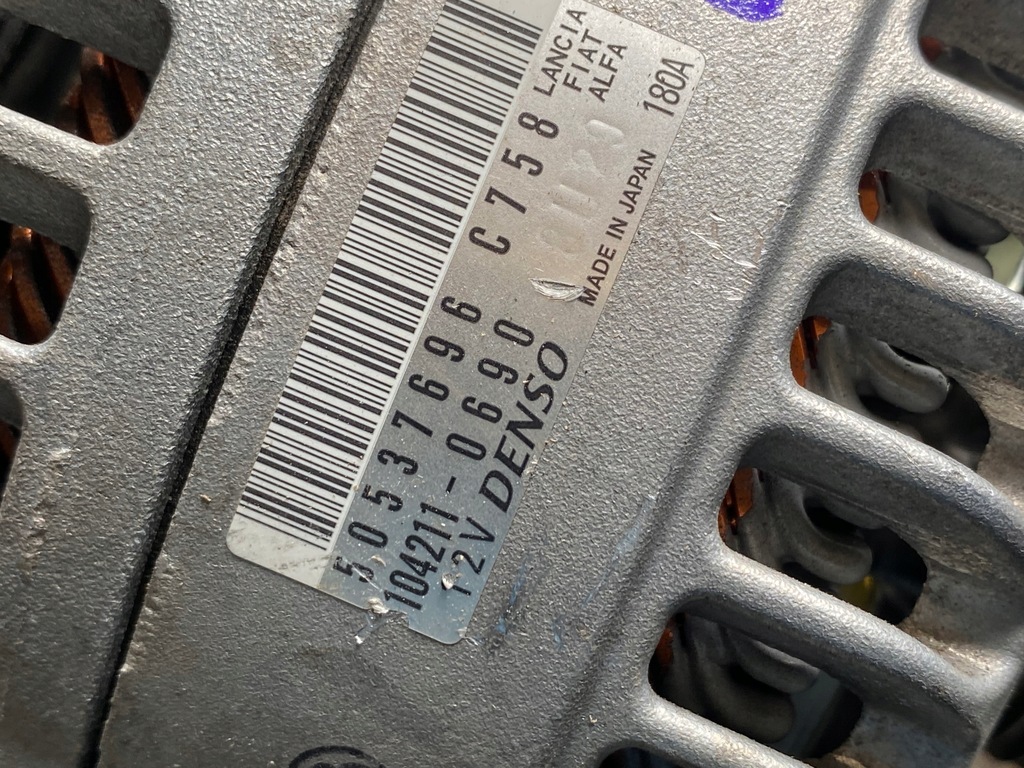 50537696 C758
104211-0690
12V DENSO
LANCIA
FIAT
ALFA
MADE IN JAPAN
180A